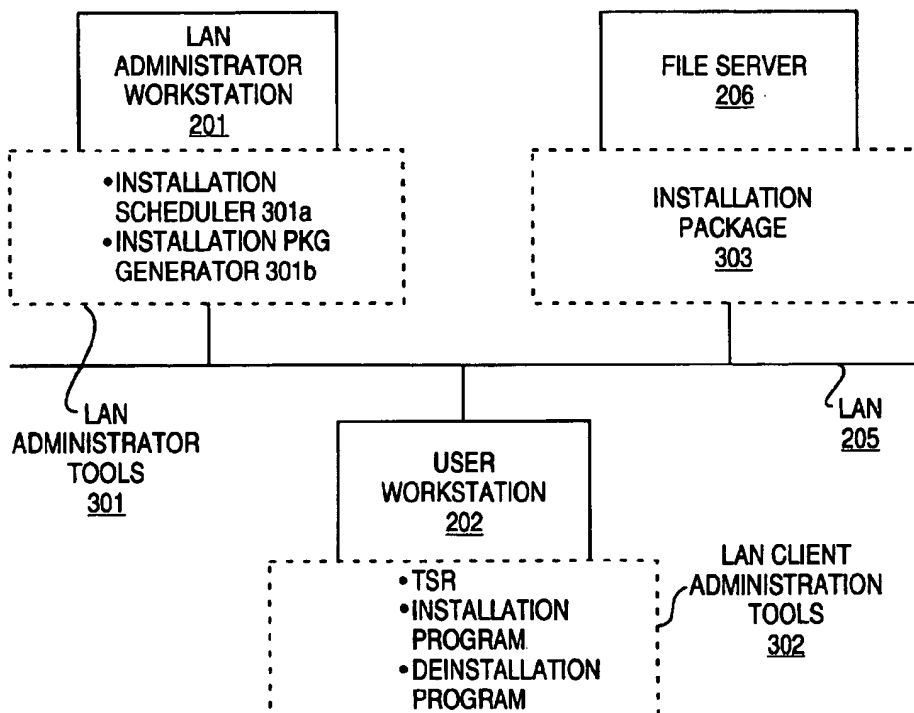 LAN
ADMINISTRATOR
WORKSTATION
201
•INSTALLATION
SCHEDULER 301a
•INSTALLATION PKG
GENERATOR 301b
FILE SERVER
206
INSTALLATION
PACKAGE
303
LAN
ADMINISTRATOR
TOOLS
301
LAN
205
USER
WORKSTATION
202
•TSR
•INSTALLATION
PROGRAM
•DEINSTALLATION
PROGRAM
LAN CLIENT
ADMINISTRATION
TOOLS
302